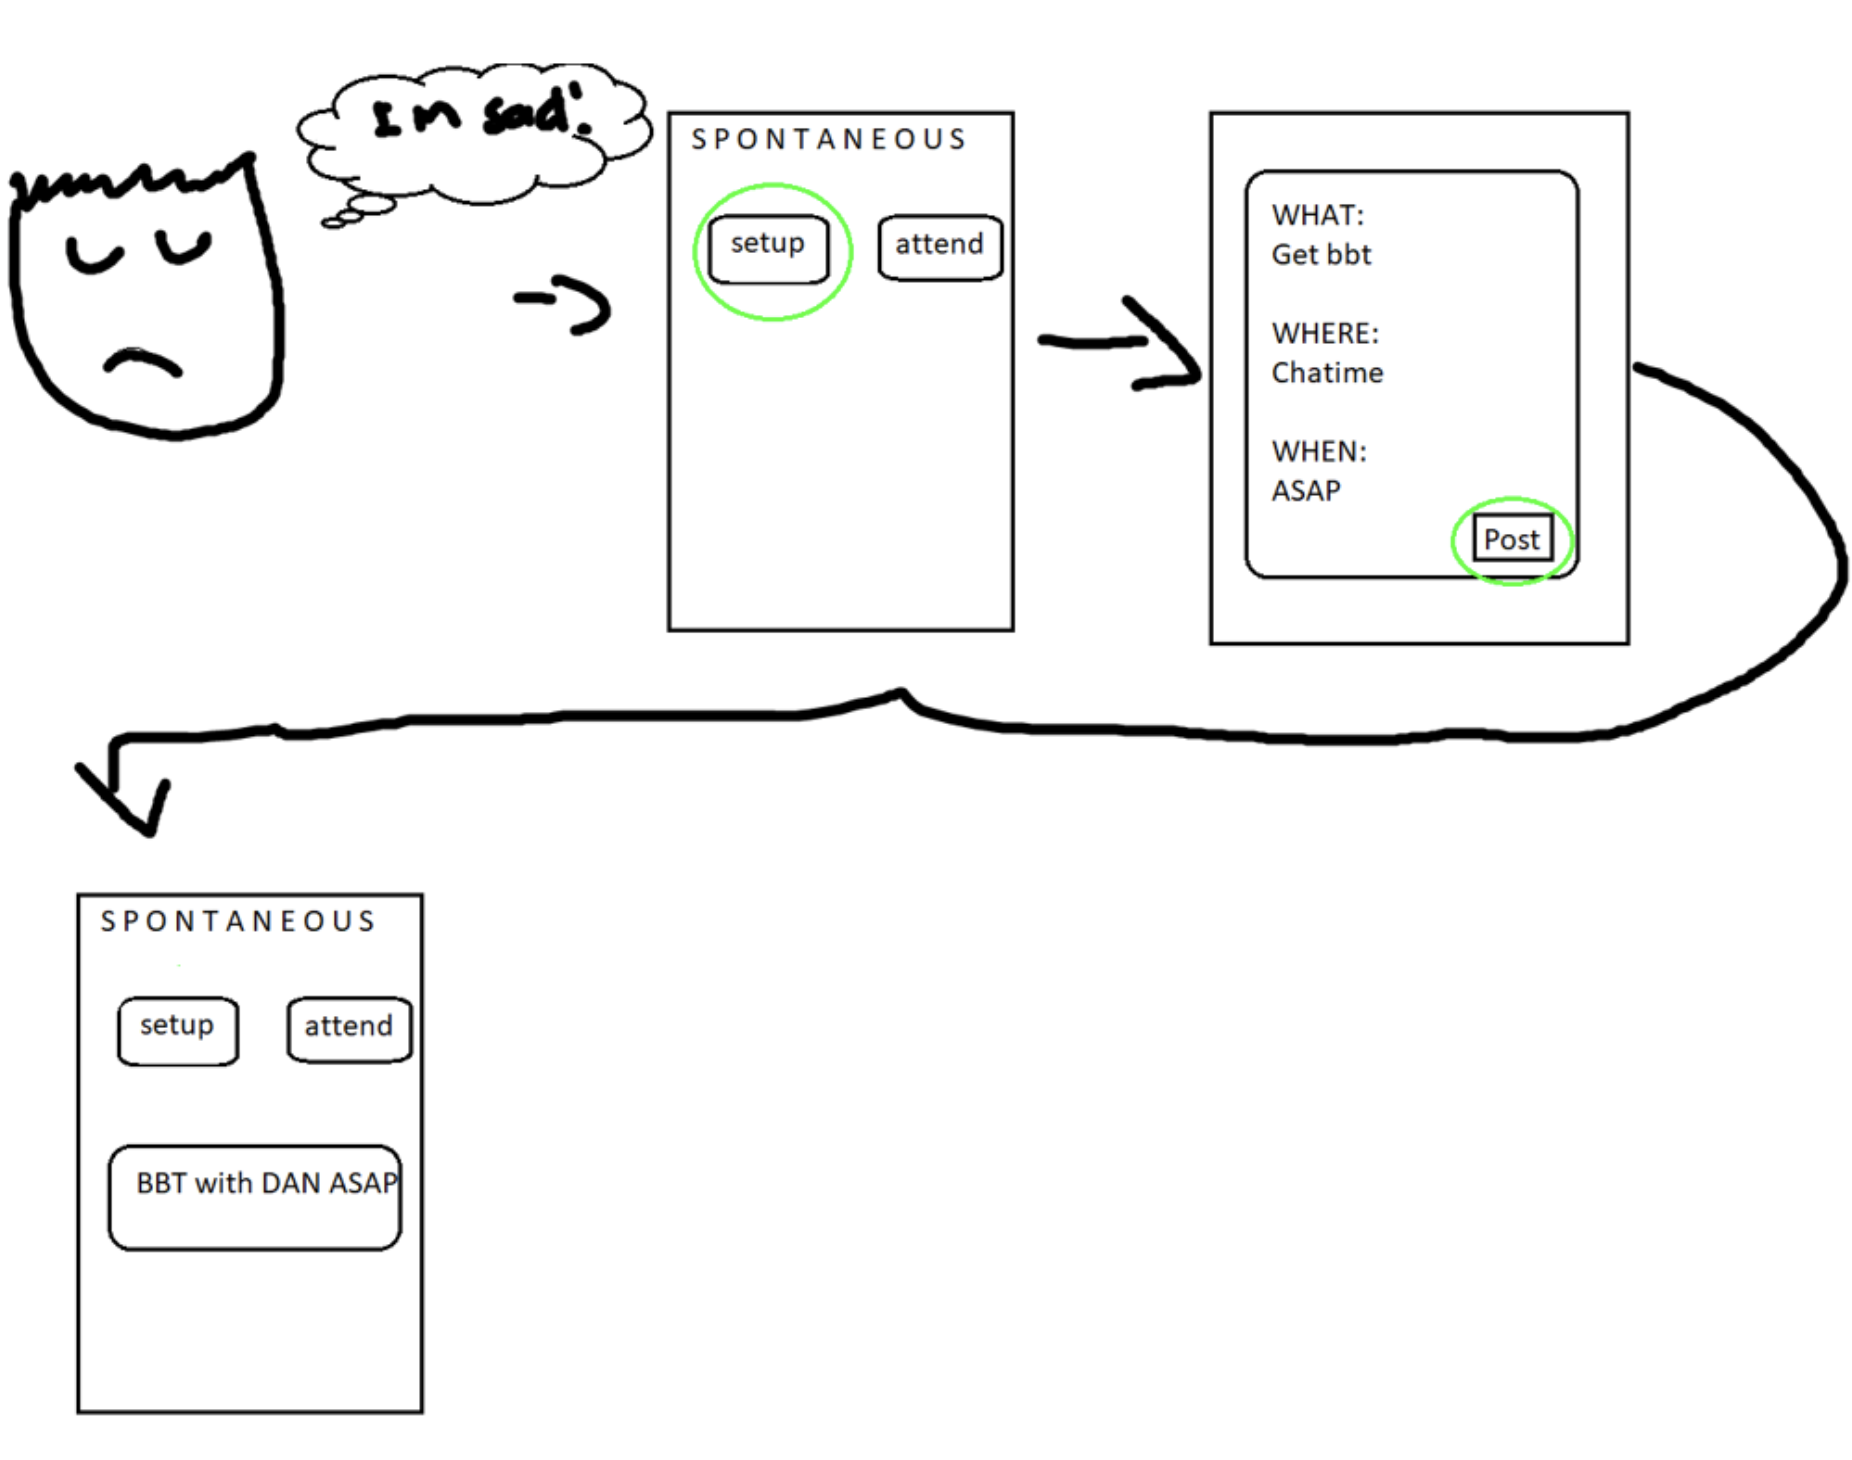 I'm sad!
SPONTANEOUS
setup
attend
WHAT:
Get bbt
WHERE:
Chatime
WHEN:
ASAP
Post
SPONTANEOUS
setup
attend
BBT with DAN ASAP